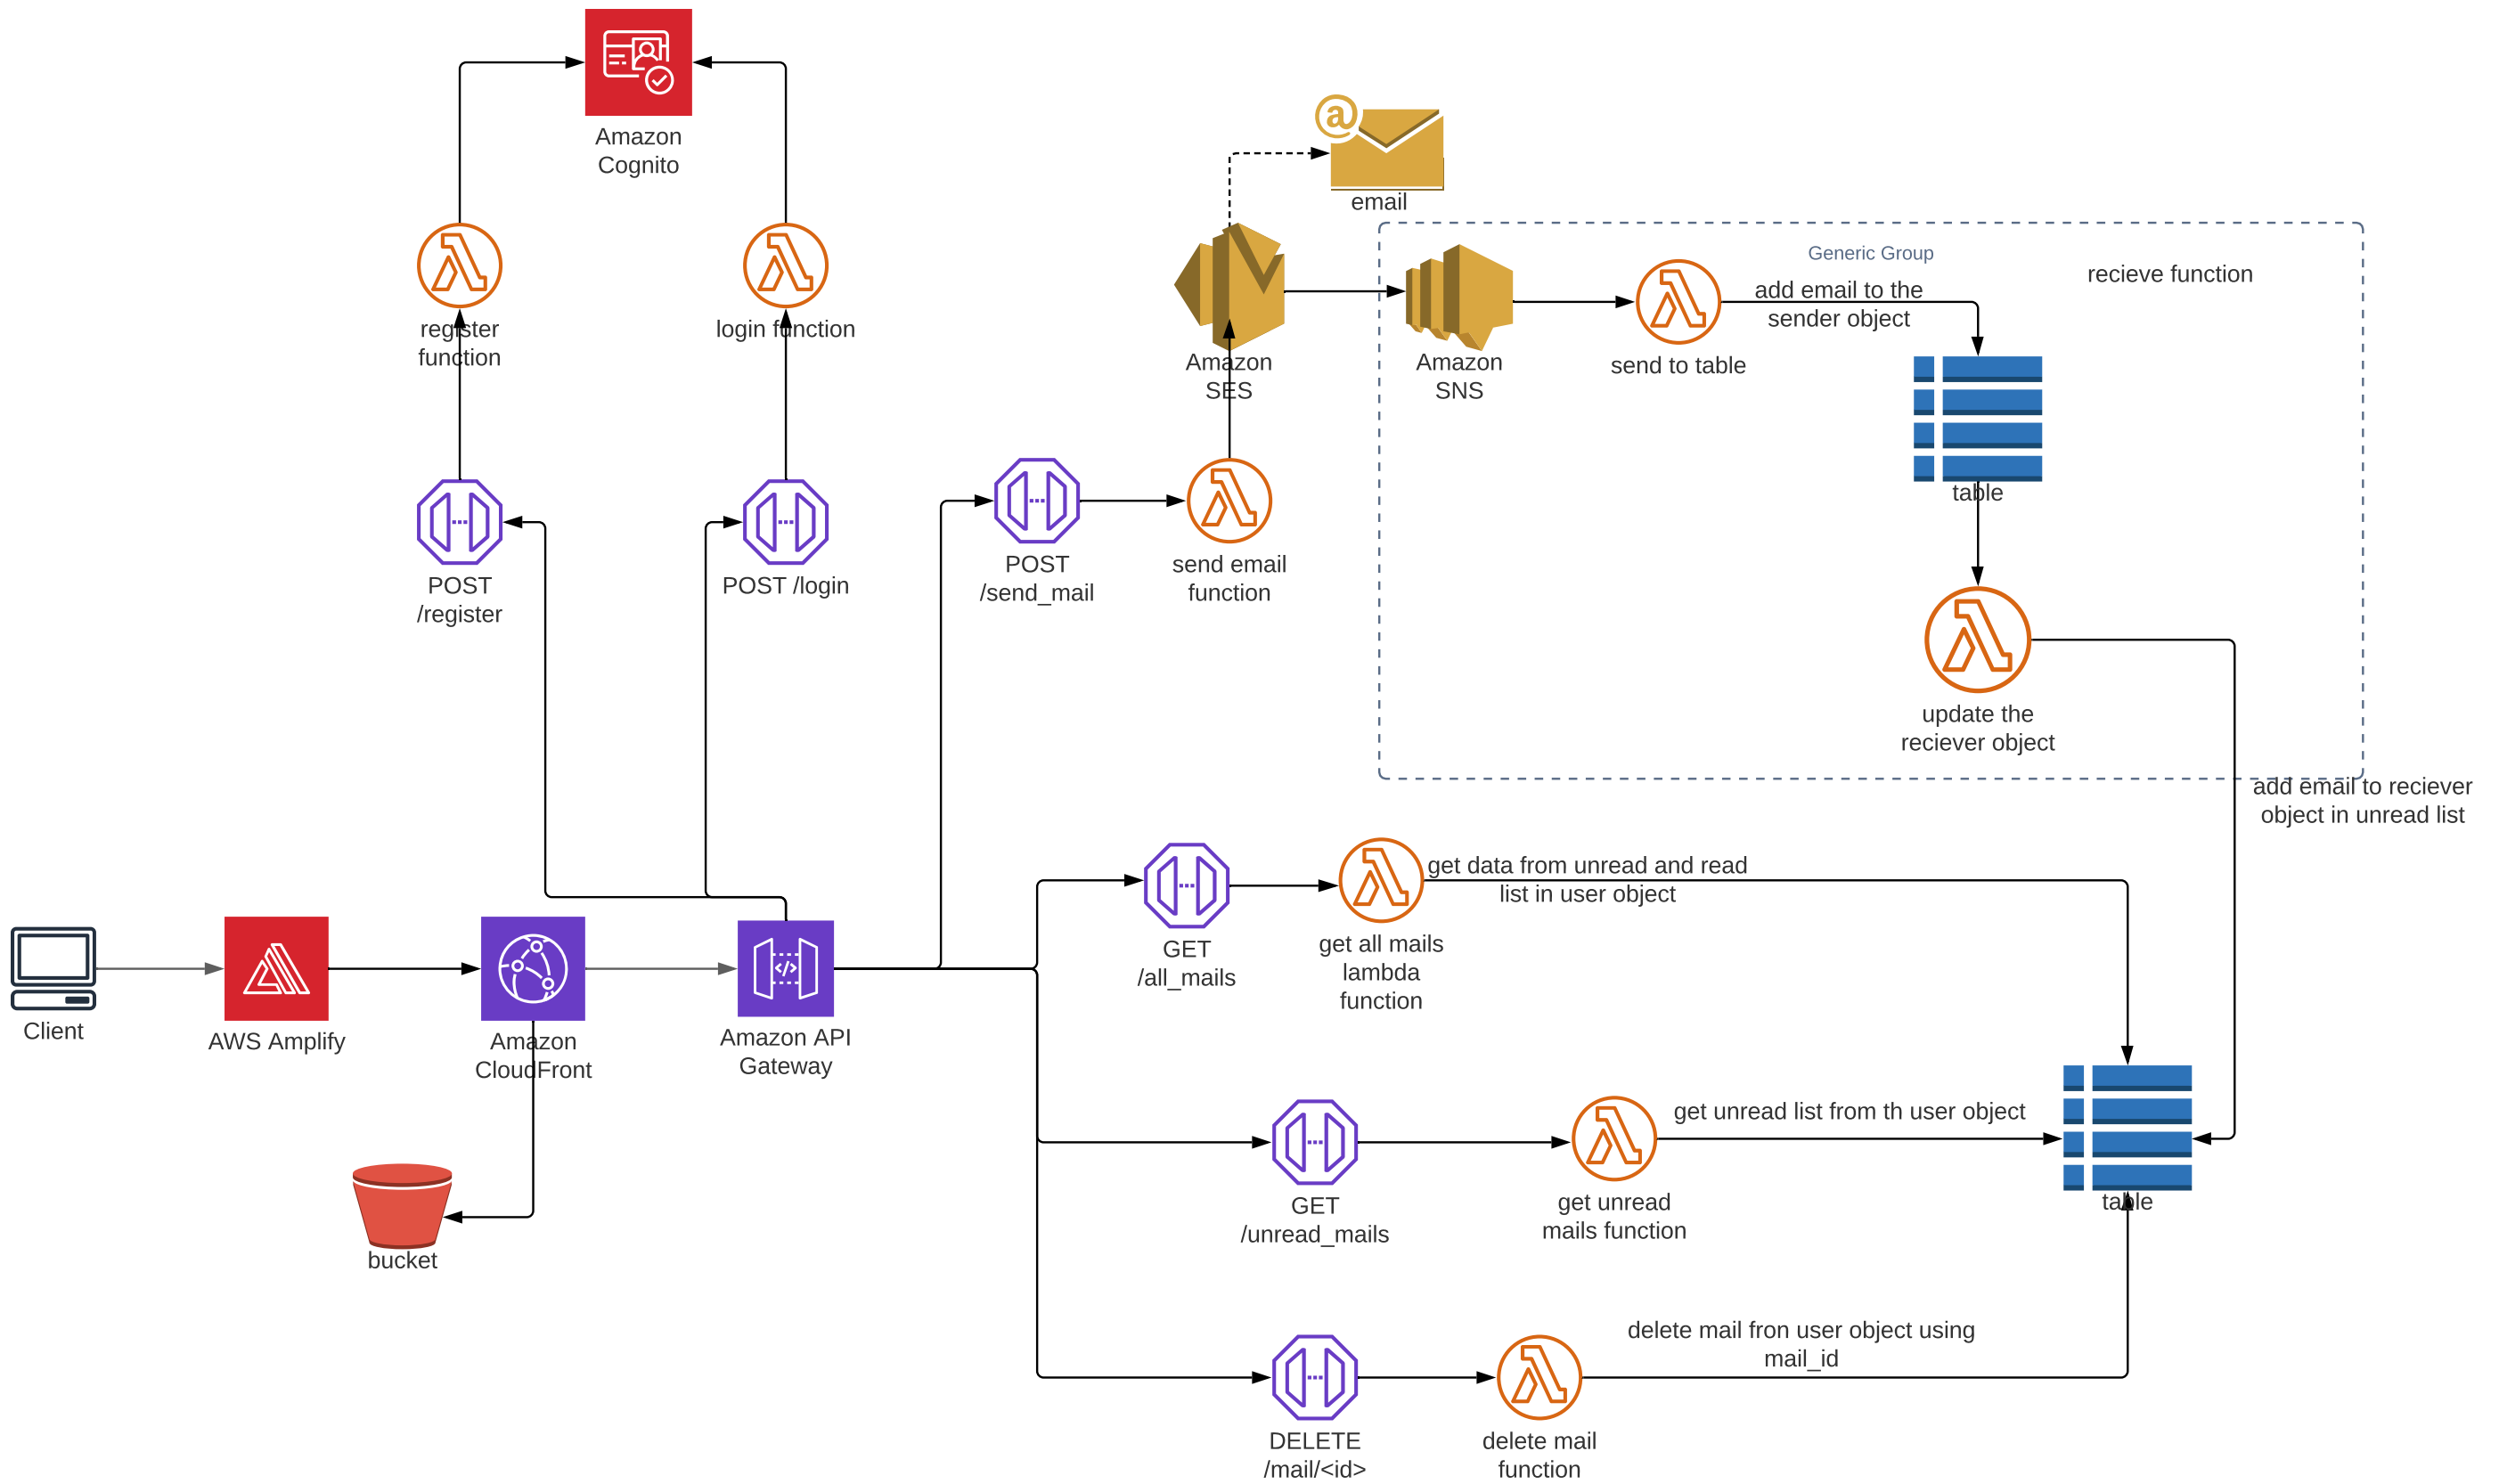 Amazon
Cognito
email
Generic Group
recieve function
add email to the
sender object
register
function
login function
Amazon
SES
Amazon
SNS
send to table
table
POST
/register
POST /login
POST
/send_mail
send email
function
update the
reciever object
add email to reciever
object in unread list
get data from unread and read
list in user object
GET
/all_mails
get all mails
lambda
function
Client
AWS Amplify
Amazon
CloudFront
Amazon API
Gateway
get unread list from th user object
GET
/unread_mails
get unread
mails function
table
bucket
delete mail fron user object using
mail_id
DELETE
/mail/<id>
delete mail
function